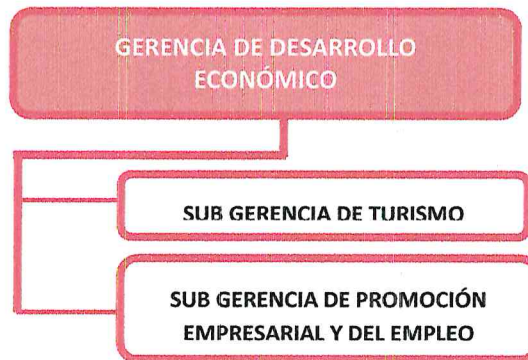 GERENCIA DE DESARROLLO
ECONÓMICO
SUB GERENCIA DE TURISMO
SUB GERENCIA DE PROMOCIÓN
EMPRESARIAL Y DEL EMPLEO